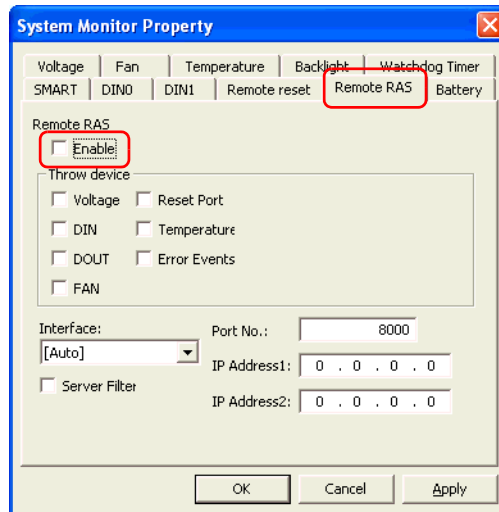 System Monitor Property
Voltage Fan Temperature Backlight Watchdog Timer
SMART DIN0 DIN1 Remote reset Remote RAS Battery
Remote RAS
Enable
Throw device
Voltage Reset Port
DIN Temperature
DOUT Error Events
FAN
Interface: Port No.: 8000
[Auto] IP Address1: 0 . 0 . 0 . 0
Server Filter IP Address2: 0 . 0 . 0 . 0
OK Cancel Apply